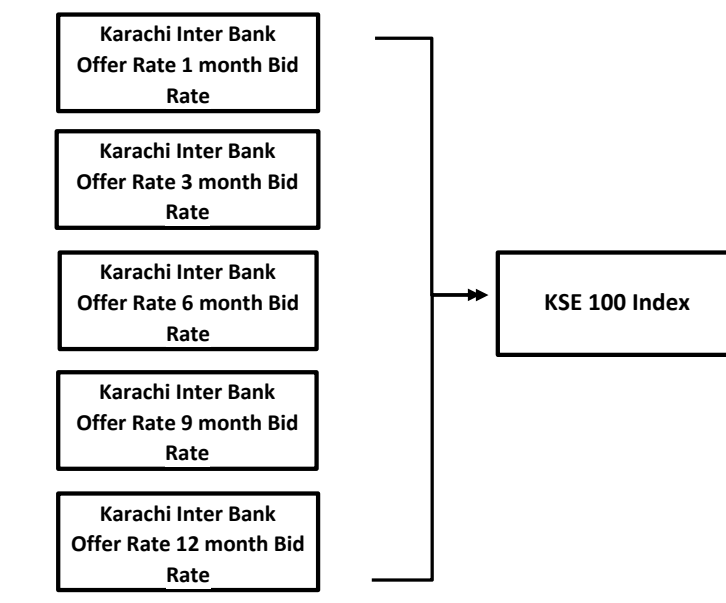 Karachi Inter Bank
Offer Rate 1 month Bid
Rate
Karachi Inter Bank
Offer Rate 3 month Bid
Rate
Karachi Inter Bank
Offer Rate 6 month Bid
Rate
Karachi Inter Bank
Offer Rate 9 month Bid
Rate
Karachi Inter Bank
Offer Rate 12 month Bid
Rate
KSE 100 Index